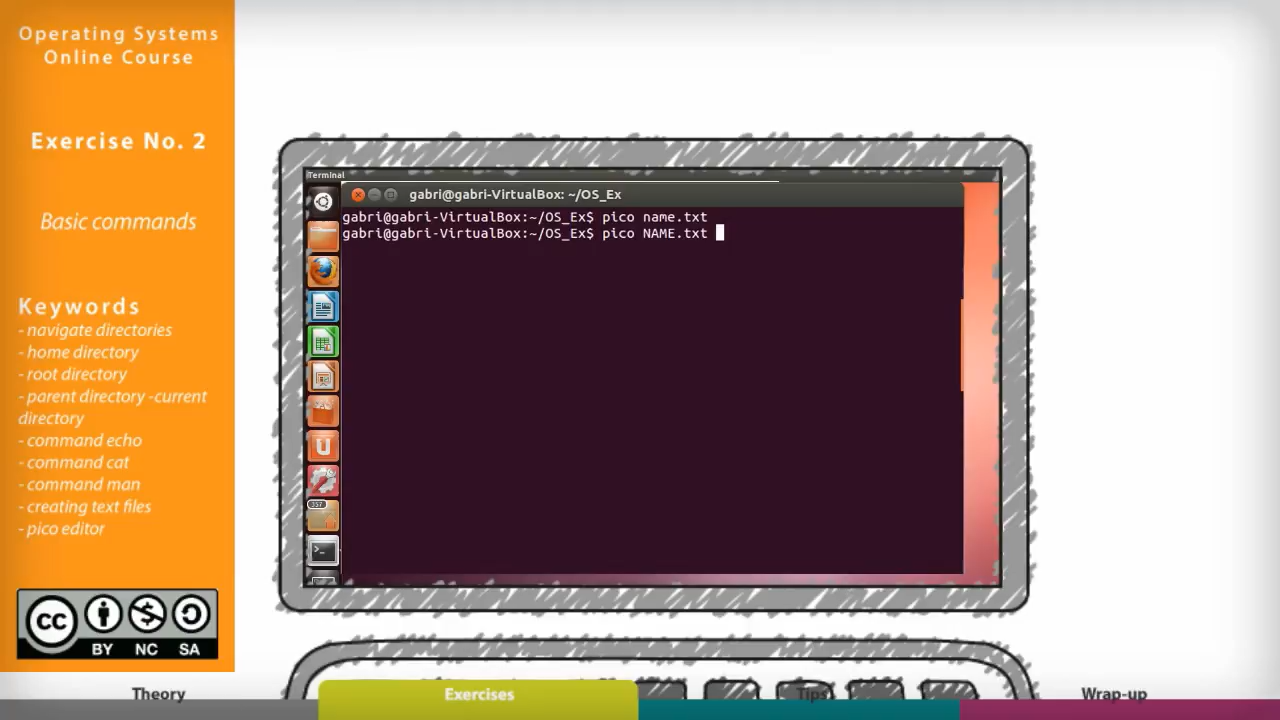 Operating Systems
Online Course
Exercise No. 2
Basic commands
Keywords
- navigate directories
- home directory
- root directory
- parent directory -current
directory
- command echo
- command cat
- command man
- creating text files
- pico editor
CC
BY NC SA
Terminal
gabri@gabri-VirtualBox: ~/OS_Ex
gabri@gabri-VirtualBox:~/OS_Ex$ pico name.txt
gabri@gabri-VirtualBox:~/OS_Ex$ pico NAME.txt
357
Theory
Exercises
Tips
Wrap-up